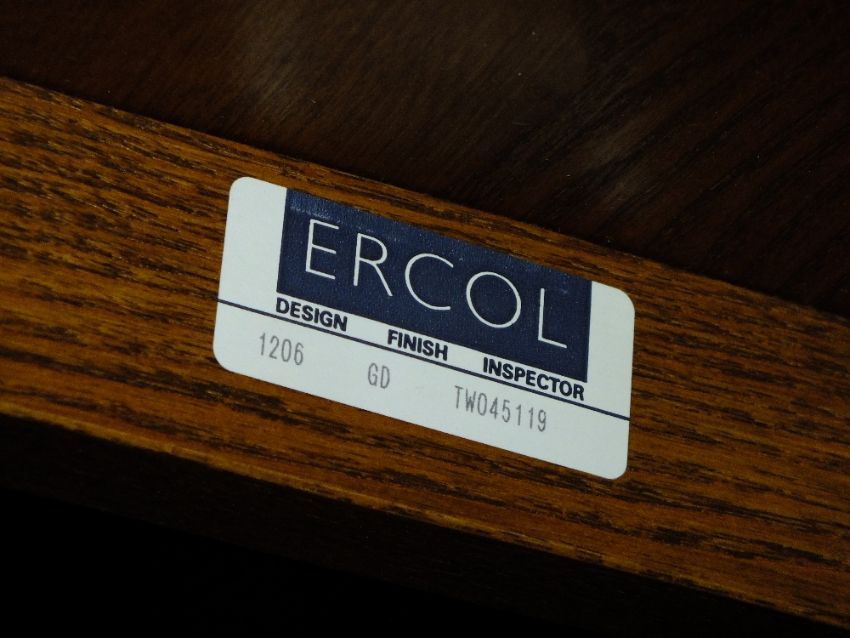 ERCOL
DESIGN FINISH INSPECTOR
1206 GD TW045119